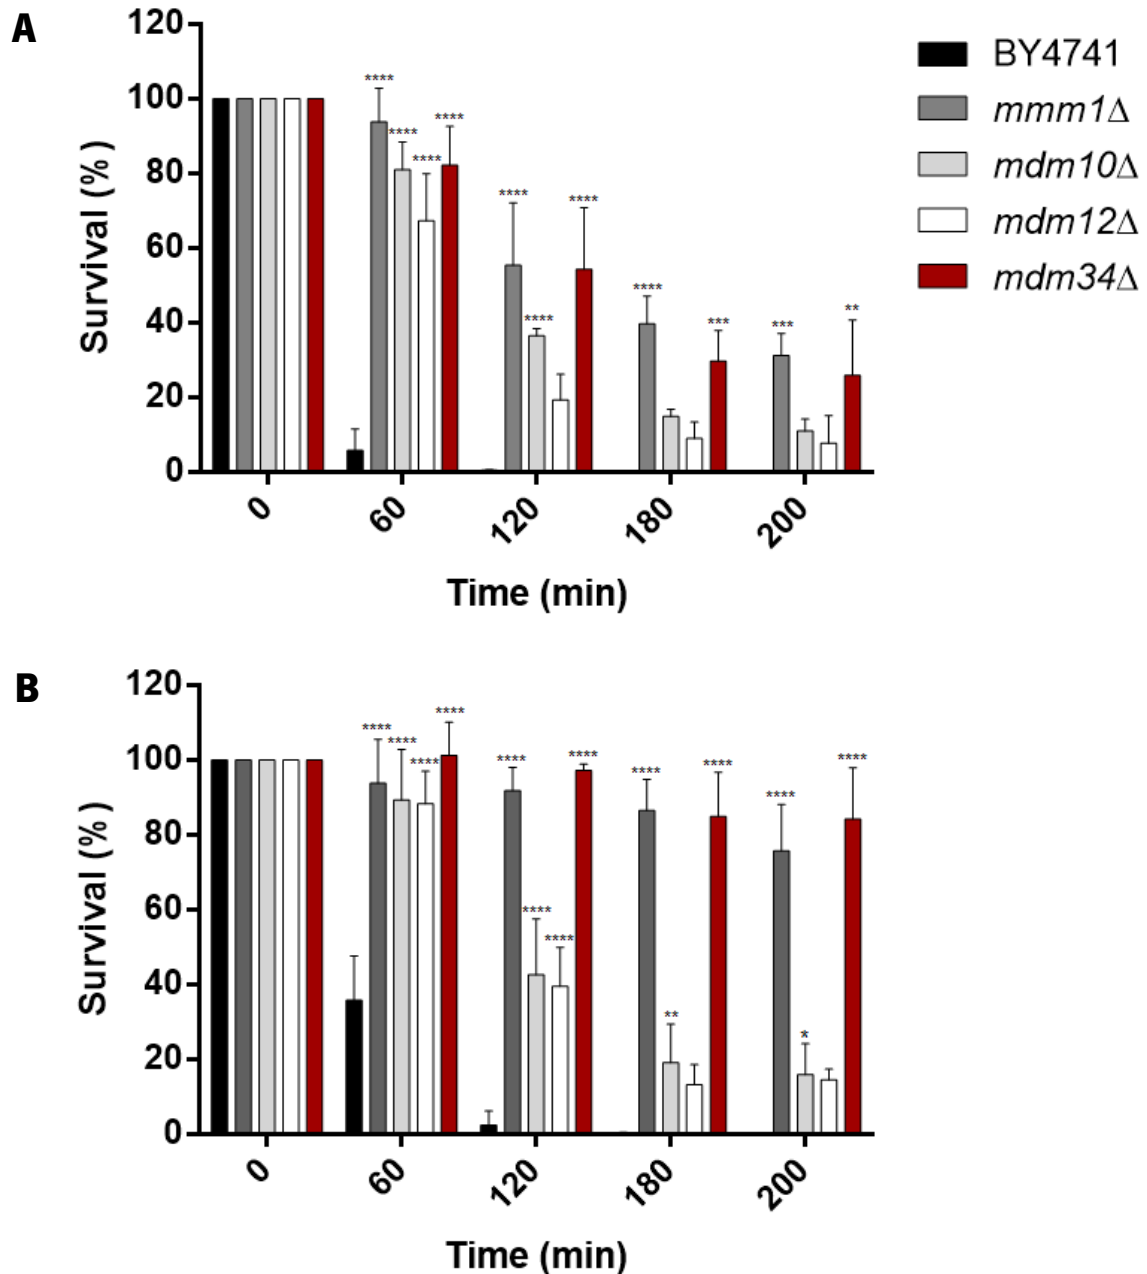 A
120
100
80
60
40
20
0
Survival (%)
**** **** **** ****
**** **** ****
**** ***
*** **
0 60 120 180 200
Time (min)
BY4741
mmm1Δ
mdm10Δ
mdm12Δ
mdm34Δ
B
120
100
80
60
40
20
0
Survival (%)
**** **** **** ****
**** **** **** ****
**** ** ****
**** * ****
0 60 120 180 200
Time (min)